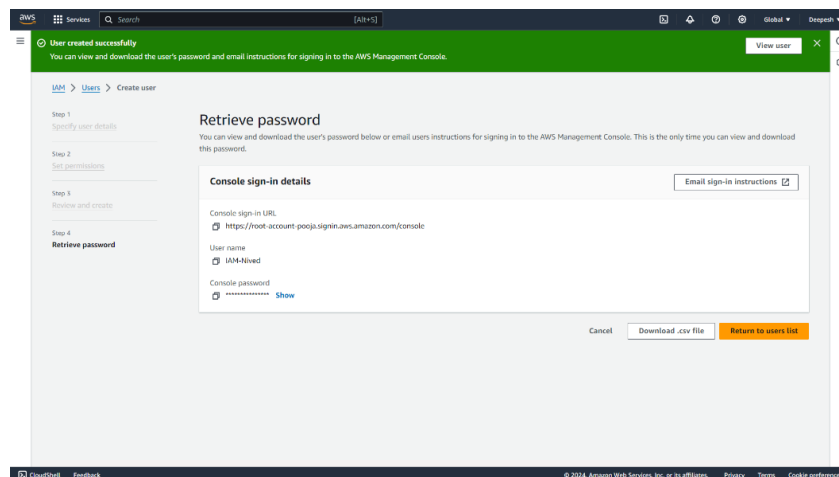 aws Services Search [Alt+S] Global Deepesh
User created successfully
You can view and download the user's password and email instructions for signing in to the AWS Management Console.
View user
IAM > Users > Create user
Step 1
Specify user details
Step 2
Set permissions
Step 3
Review and create
Step 4
Retrieve password
Retrieve password
You can view and download the user's password below or email users instructions for signing in to the AWS Management Console. This is the only time you can view and download
this password.
Console sign-in details
Email sign-in instructions
Console sign-in URL
https://root-account-pooja.signin.aws.amazon.com/console
User name
IAM-Nived
Console password
*************** Show
Cancel Download .csv file Return to users list
CloudShell Feedback © 2024, Amazon Web Services, Inc. or its affiliates. Privacy Terms Cookie preferences